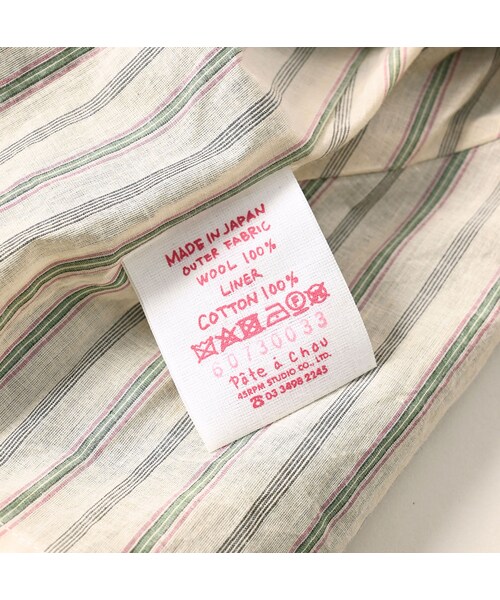 MADE IN JAPAN
OUTER FABRIC
WOOL 100%
LINER
COTTON 100%
60730033
Pâte à Chou
45RPM STUDIO CO., LTD.
☎ 03 3498 2245